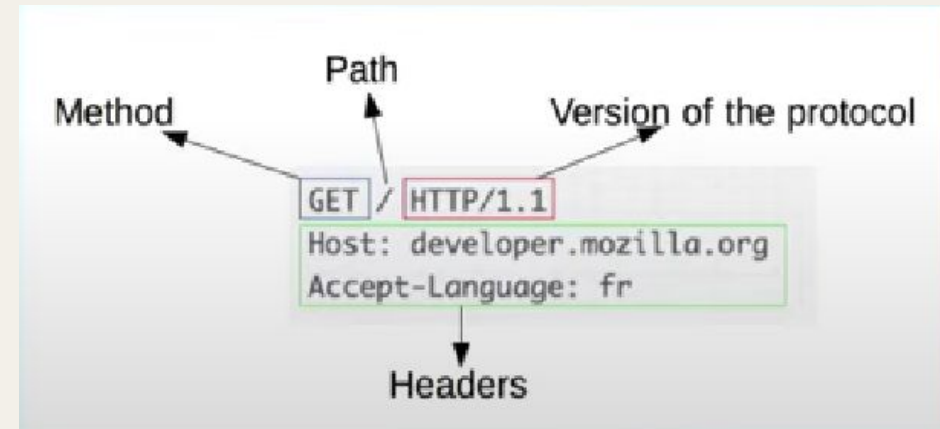 Path
Method
Version of the protocol
GET / HTTP/1.1
Host: developer.mozilla.org
Accept-Language: fr
Headers